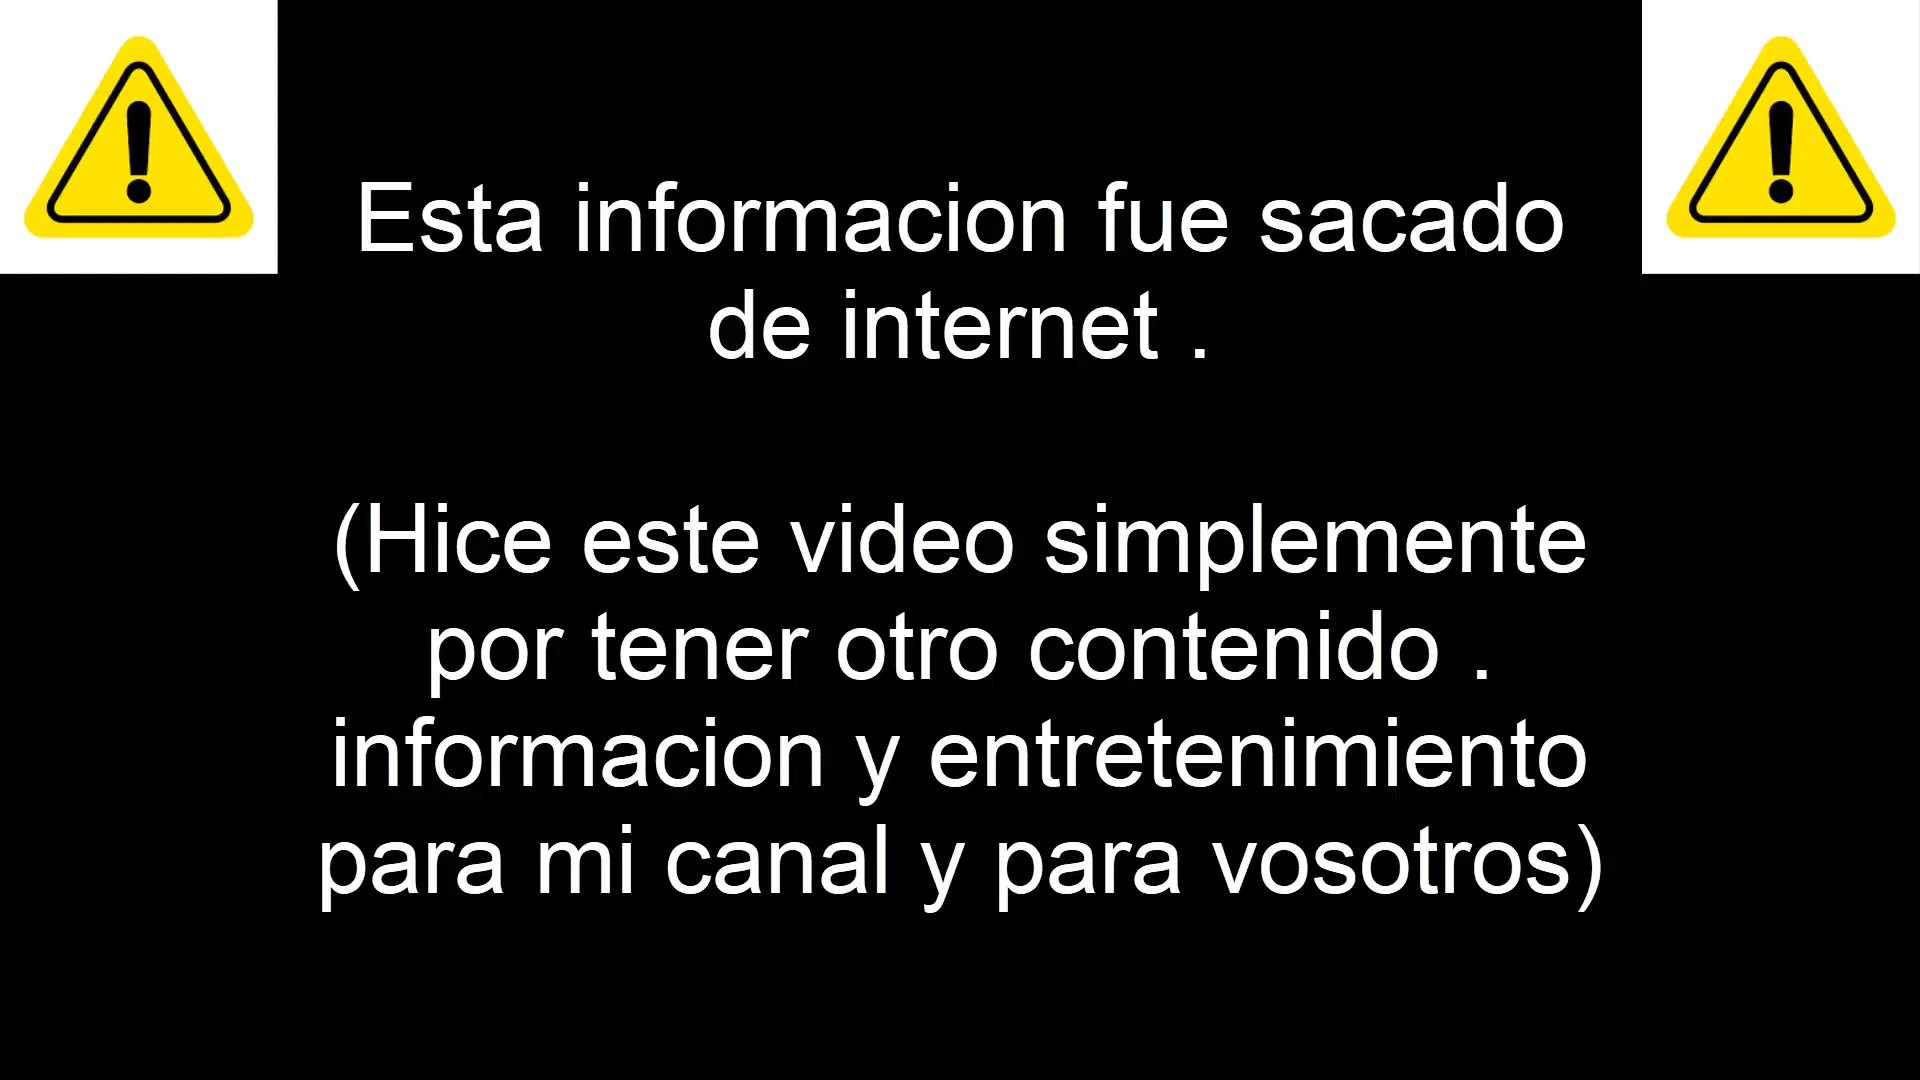 Esta informacion fue sacado
de internet .
(Hice este video simplemente
por tener otro contenido .
informacion y entretenimiento
para mi canal y para vosotros)